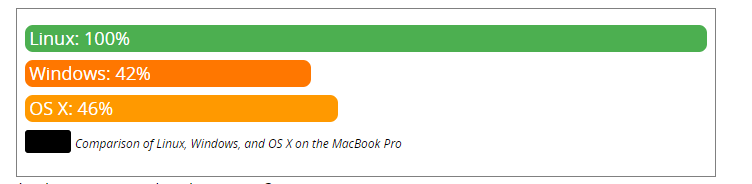 Linux: 100%
Windows: 42%
OS X: 46%
Comparison of Linux, Windows, and OS X on the MacBook Pro